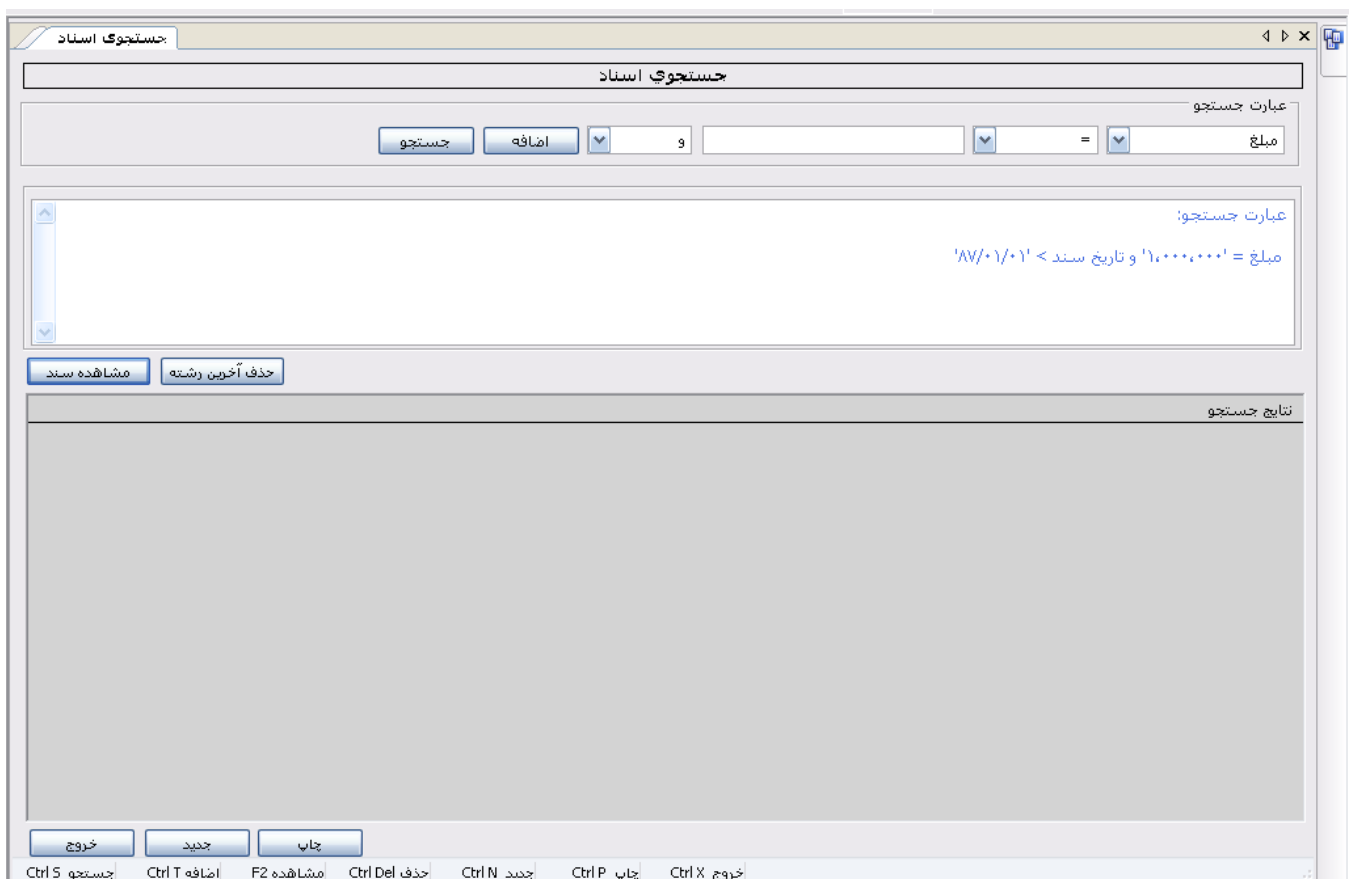 جستجوی اسناد
جستجوي اسناد
عبارت جستجو
مبلغ = و اضافه جستجو
عبارت جستجو:
مبلغ = '۱،۰۰۰،۰۰۰' و تاریخ سند > '۸۷/۰۱/۰۱'
حذف آخرین رشته مشاهده سند
نتایج جستجو
چاپ جدید خروج
خروج Ctrl X چاپ Ctrl P جدید Ctrl N حذف Ctrl Del مشاهده F2 اضافه Ctrl T جستجو Ctrl S